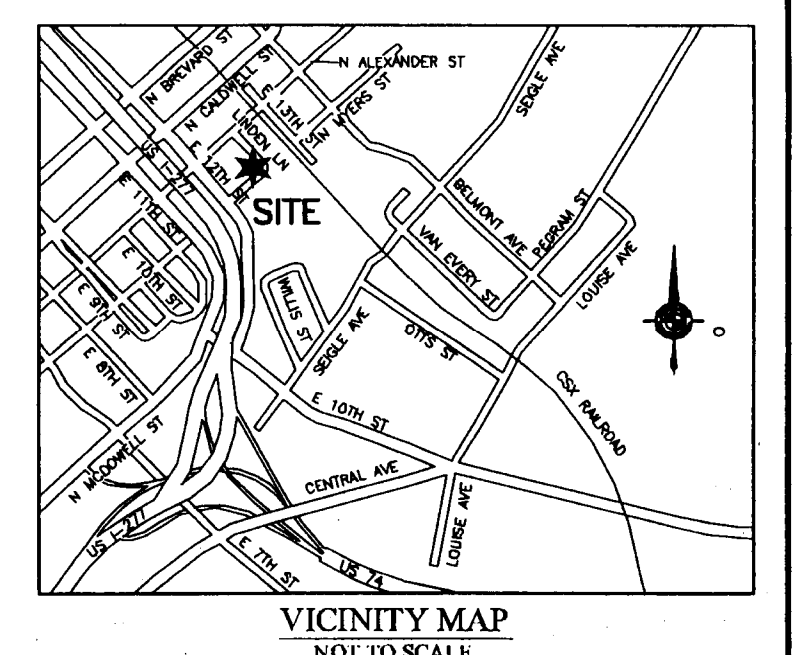 N BREVARD ST
N CALDWELL ST
N ALEXANDER ST
E 13TH ST
N MYERS ST
LINDEN LN
E 12TH ST
US I-277
SITE
SEIGLE AVE
BELMONT AVE
PEGRAM ST
VAN EVERY ST
LOUISE AVE
E 11TH ST
E 10TH ST
E 9TH ST
E 8TH ST
WILLIS ST
SEIGLE AVE
OTTS ST
CSX RAILROAD
E 10TH ST
N MCDOWELL ST
CENTRAL AVE
LOUISE AVE
US I-277
E 7TH ST
US 74
VICINITY MAP
NOT TO SCALE